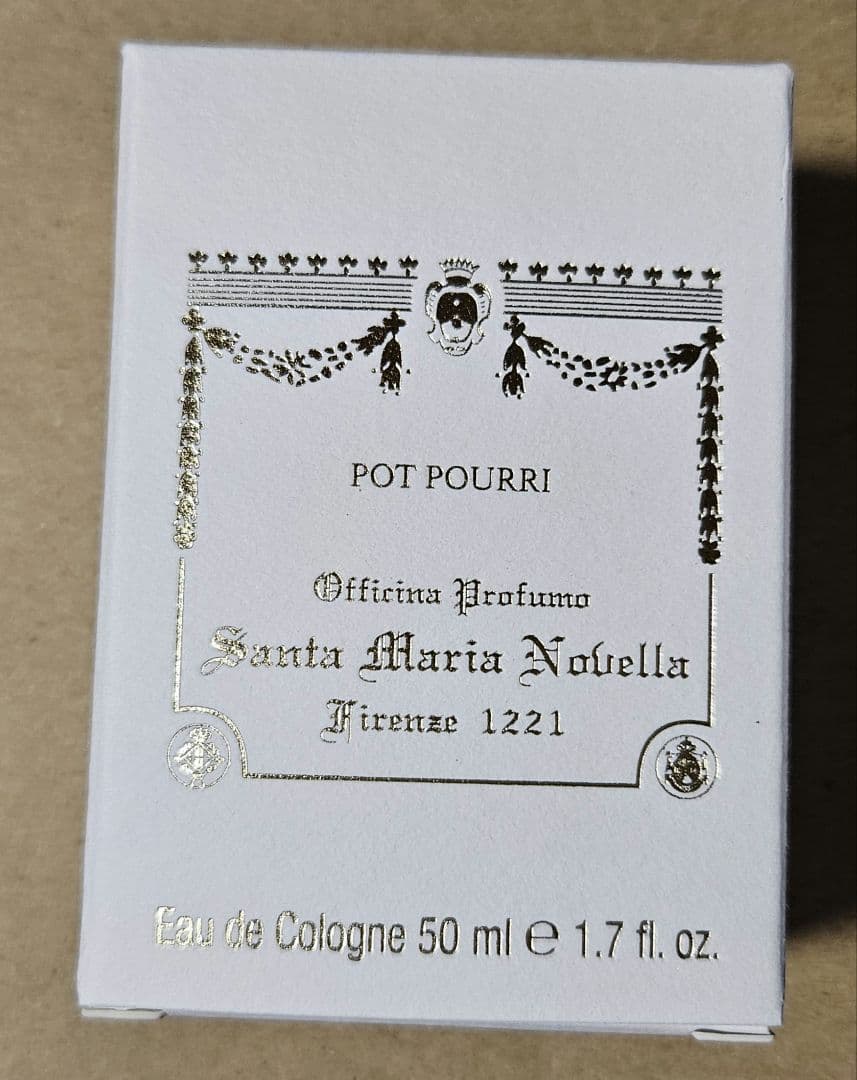 POT POURRI
Officina Profumo
Santa Maria Novella
Firenze 1221
Eau de Cologne 50 ml ℮ 1.7 fl. oz.